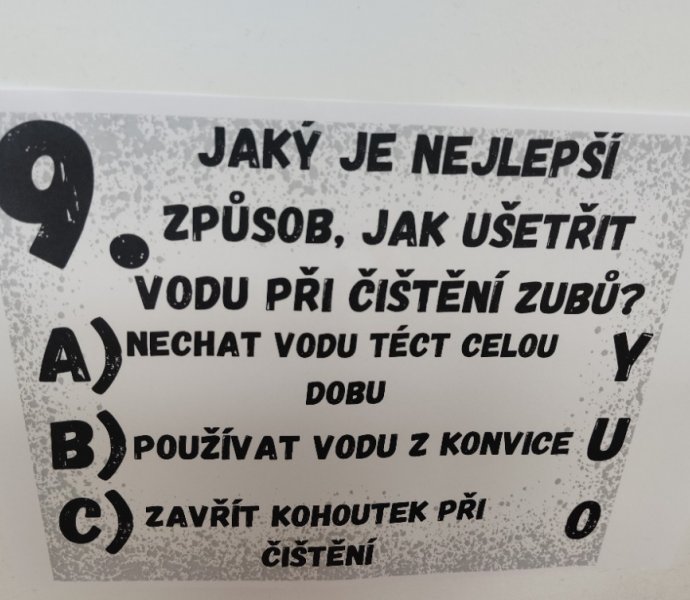 9. JAKÝ JE NEJLEPŠÍ
ZPŮSOB, JAK UŠETŘIT
VODU PŘI ČIŠTĚNÍ ZUBŮ?
A) NECHAT VODU TÉCT CELOU Y
DOBU
B) POUŽÍVAT VODU Z KONVICE U
C) ZAVŘÍT KOHOUTEK PŘI O
ČIŠTĚNÍ